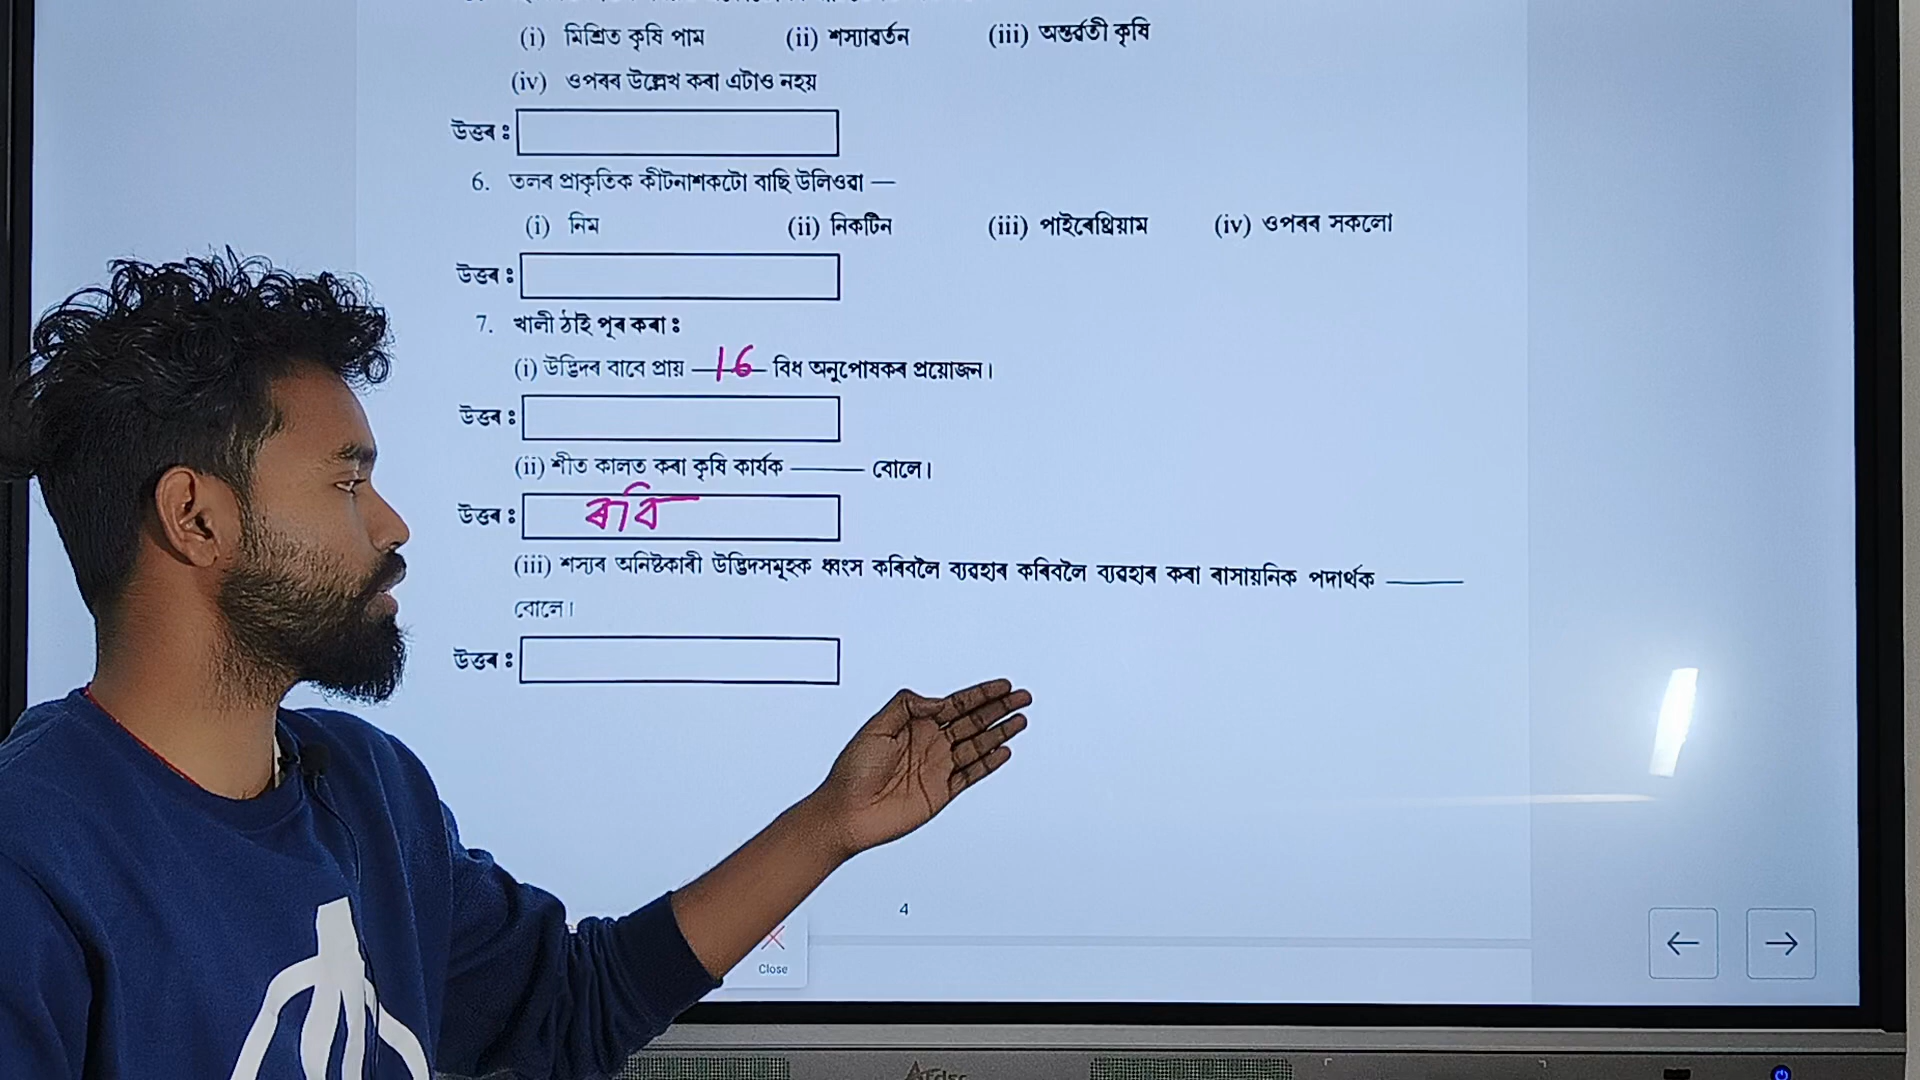 (i) মিশ্ৰিত কৃষি পাম (ii) শস্যাৱৰ্তন (iii) অন্তৰ্ৱৰ্তী কৃষি
(iv) ওপৰৰ উল্লেখ কৰা এটাও নহয়
উত্তৰ :
6. তলৰ প্ৰাকৃতিক কীটনাশকটো বাছি উলিওৱা —
(i) নিম (ii) নিকটিন (iii) পাইৰেথ্ৰিয়াম (iv) ওপৰৰ সকলো
উত্তৰ :
7. খালী ঠাই পূৰ কৰা :
(i) উদ্ভিদৰ বাবে প্ৰায় 16 বিধ অনুপোষকৰ প্ৰয়োজন।
উত্তৰ :
(ii) শীত কালত কৰা কৃষি কাৰ্যক ——— বোলে।
উত্তৰ : ৰবি
(iii) শস্যৰ অনিষ্টকাৰী উদ্ভিদসমূহক ধ্বংস কৰিবলৈ ব্যৱহাৰ কৰিবলৈ ব্যৱহাৰ কৰা ৰাসায়নিক পদাৰ্থক ———
বোলে।
উত্তৰ :
4
Close